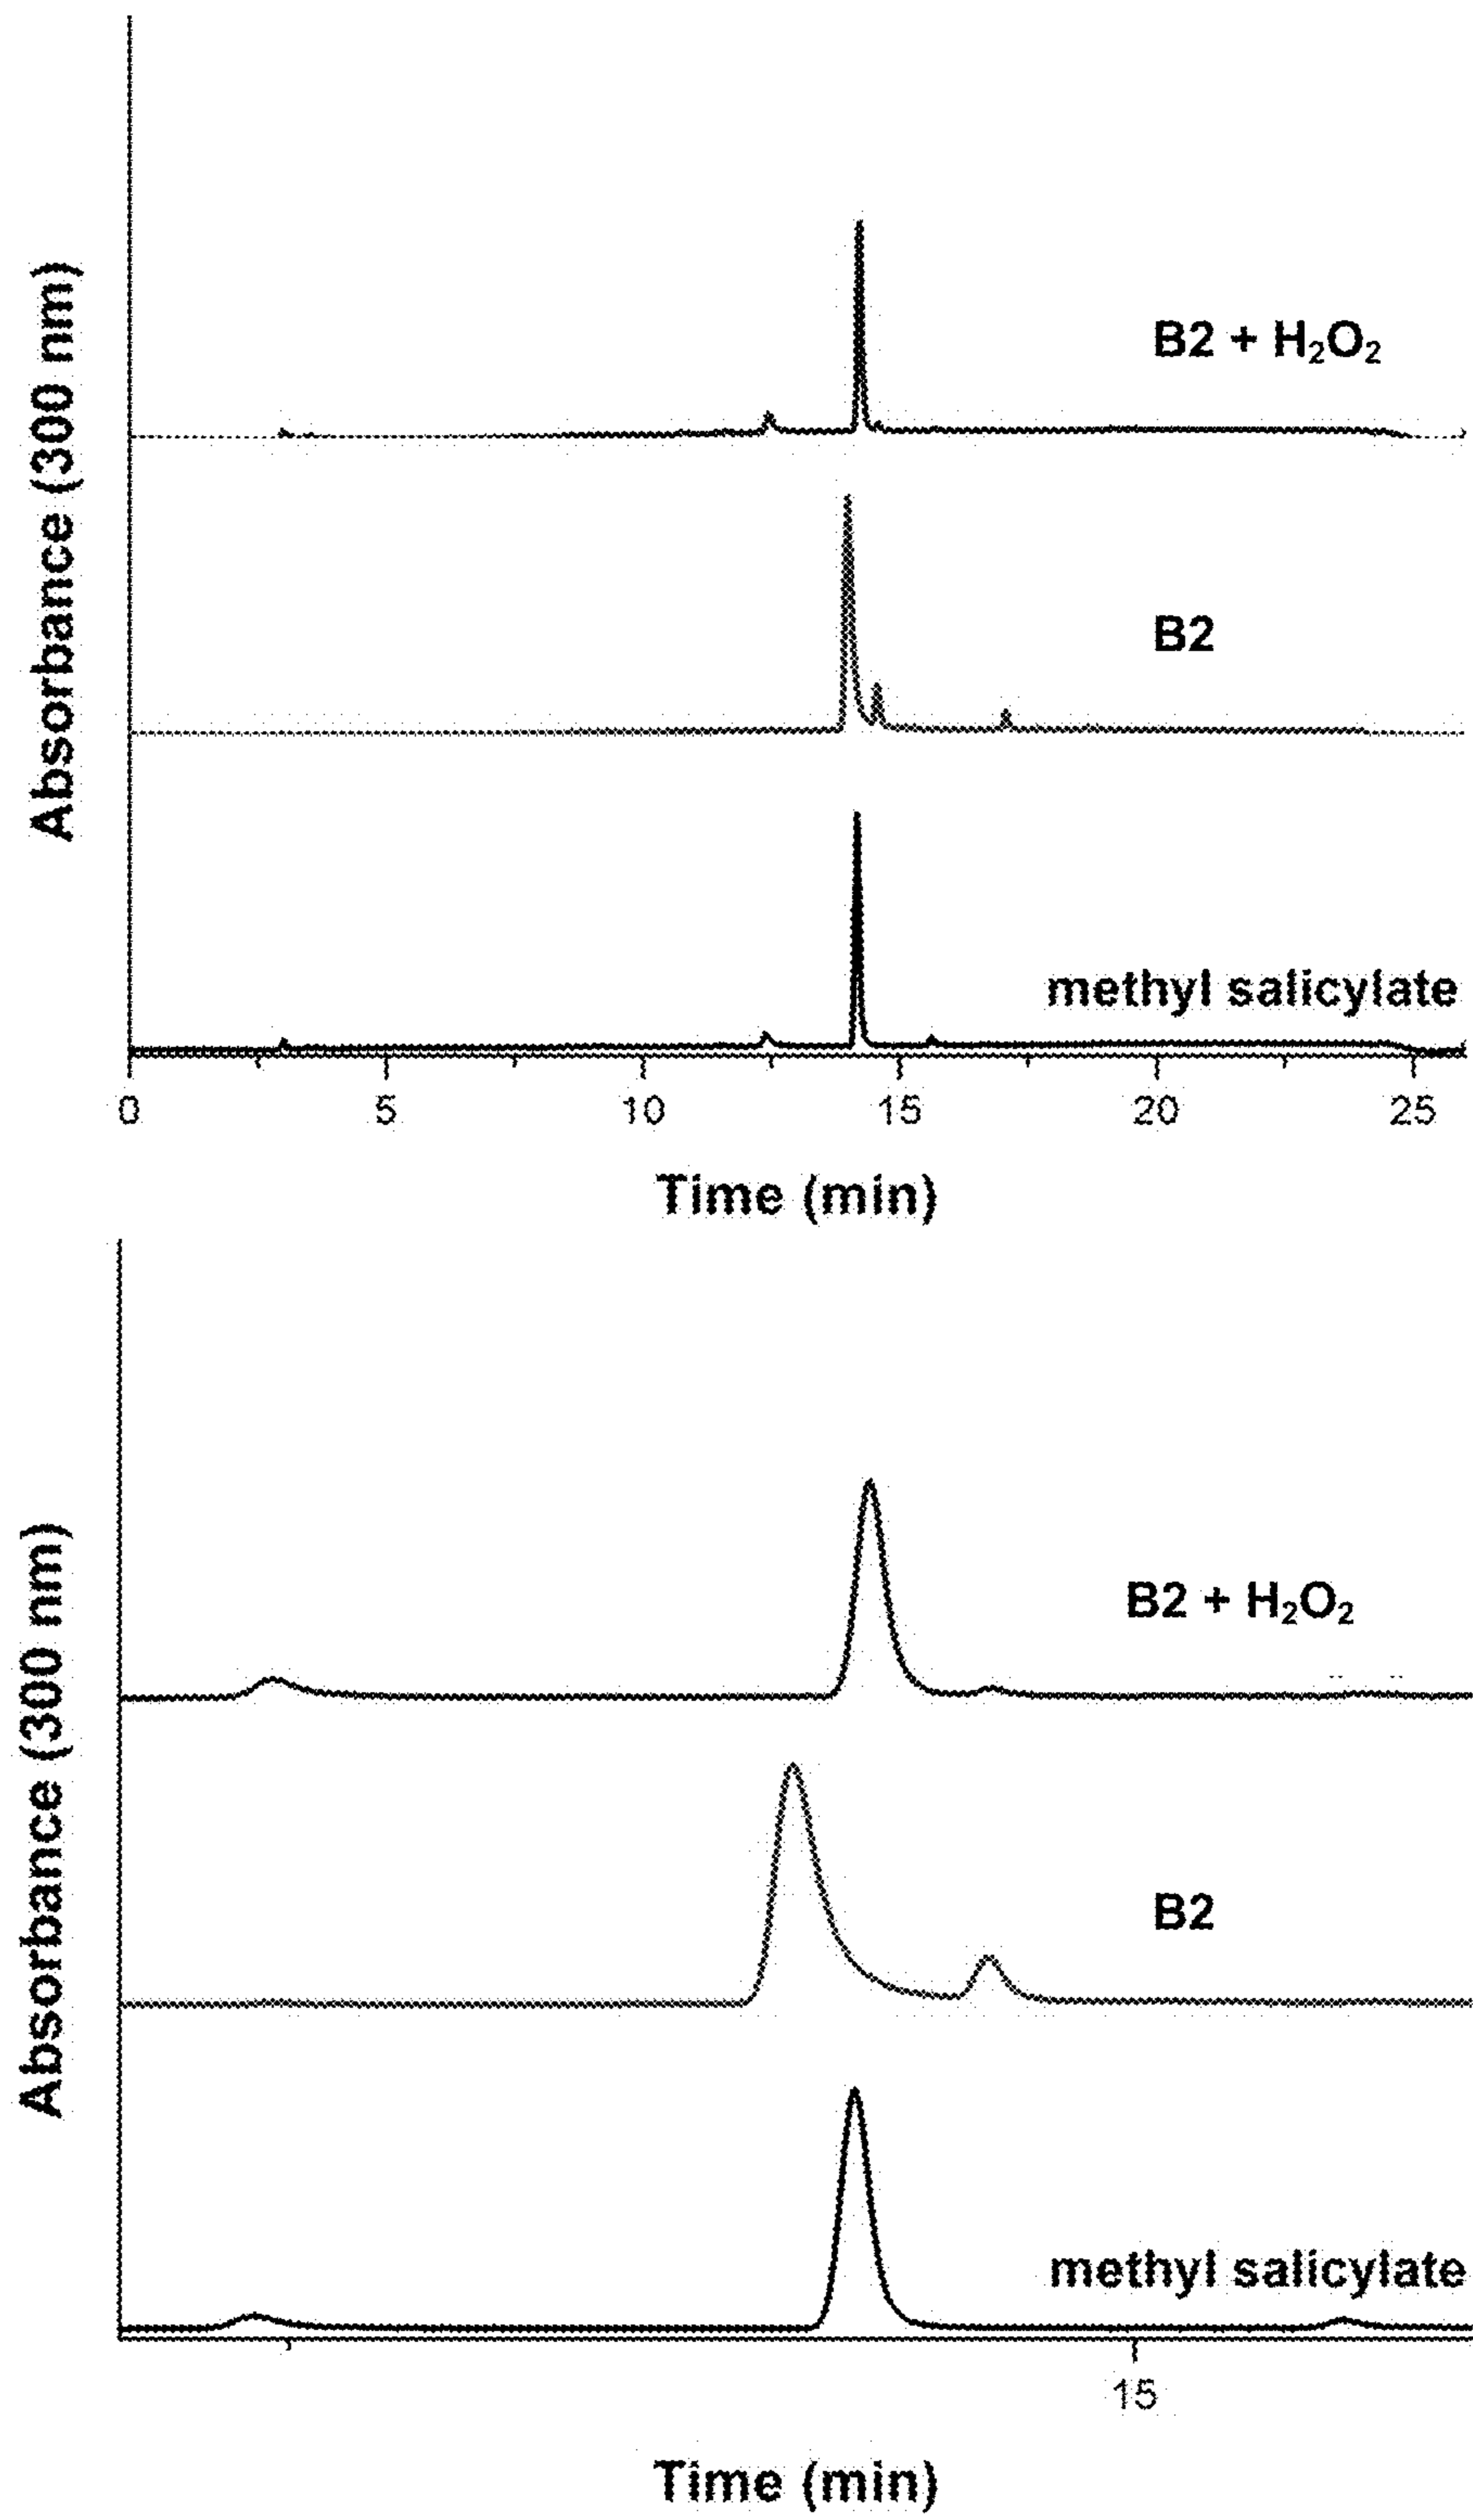 Absorbance (300 nm)
B2 + H₂O₂
B2
methyl salicylate
0 5 10 15 20 25
Time (min)
Absorbance (300 nm)
B2 + H₂O₂
B2
methyl salicylate
15
Time (min)